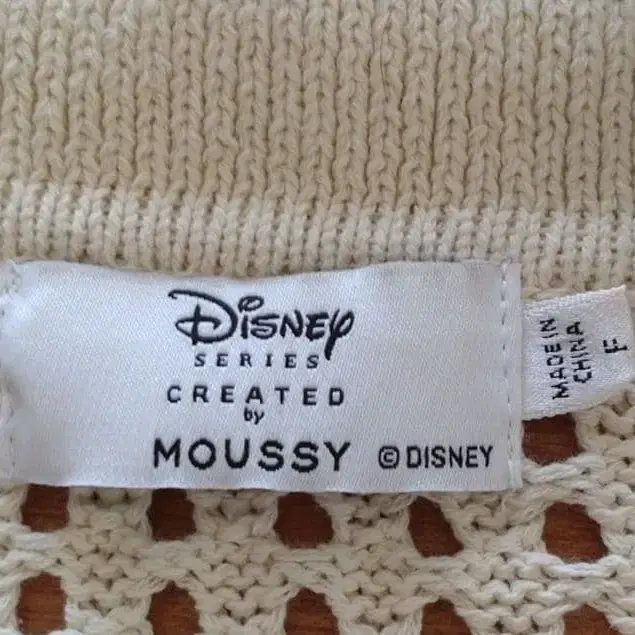 Disney
SERIES
CREATED
by
MOUSSY © DISNEY
MADE IN
CHINA
F